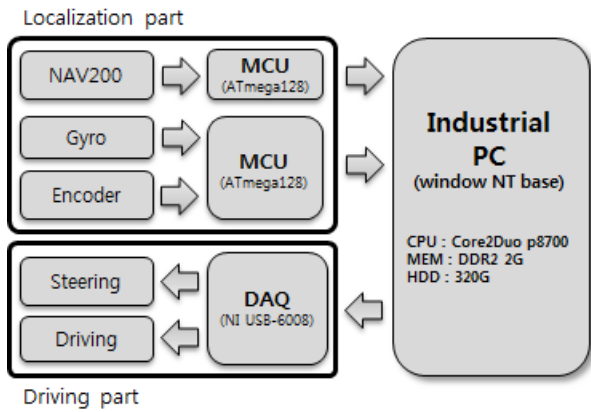 Localization part
NAV200
MCU
(ATmega128)
Gyro
Encoder
MCU
(ATmega128)
Industrial
PC
(window NT base)
CPU : Core2Duo p8700
MEM : DDR2 2G
HDD : 320G
Steering
Driving
DAQ
(NI USB-6008)
Driving part